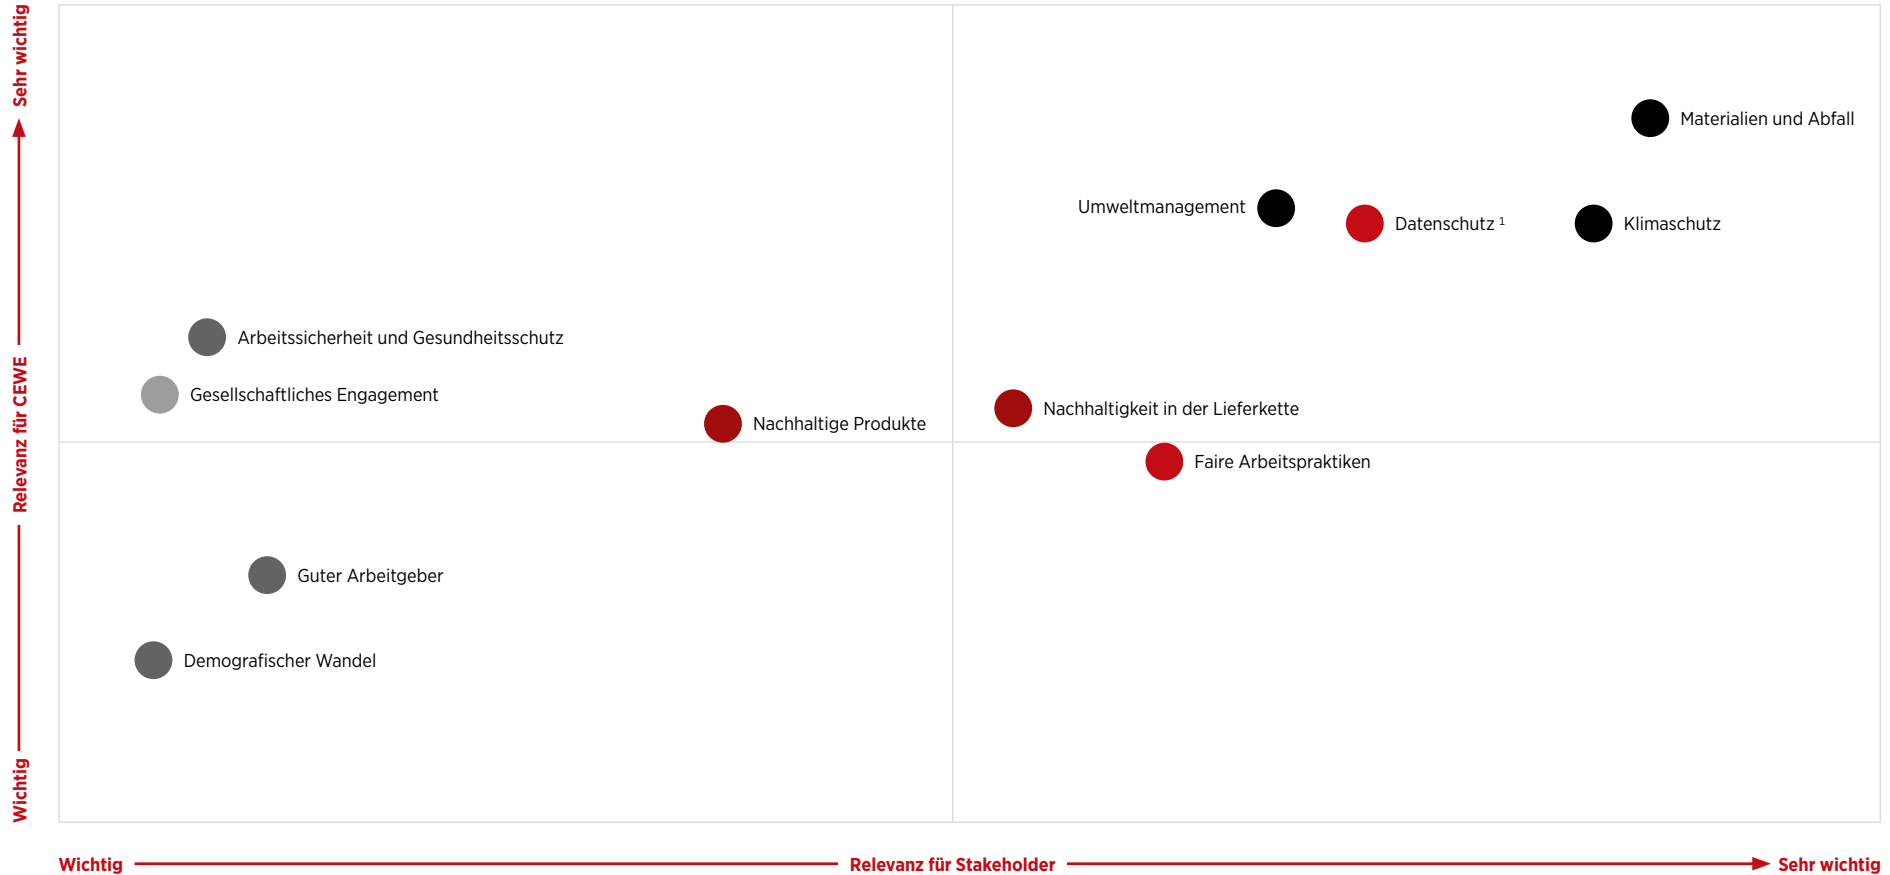 Sehr wichtig
Relevanz für CEWE
Wichtig
Materialien und Abfall
Umweltmanagement
Datenschutz ¹
Klimaschutz
Arbeitssicherheit und Gesundheitsschutz
Gesellschaftliches Engagement
Nachhaltige Produkte
Nachhaltigkeit in der Lieferkette
Faire Arbeitspraktiken
Guter Arbeitgeber
Demografischer Wandel
Wichtig
Relevanz für Stakeholder
Sehr wichtig